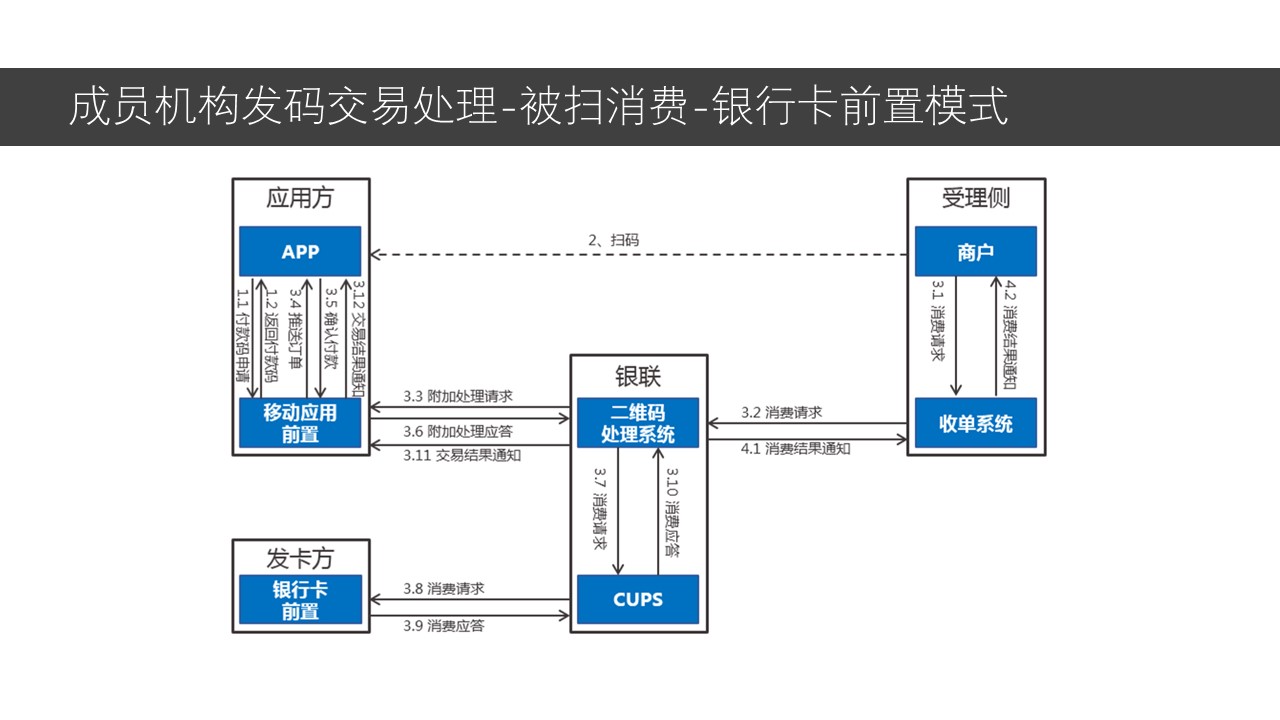 成员机构发码交易处理-被扫消费-银行卡前置模式
应用方
APP
1.1 付款码申请
1.2 返回付款码
3.4 推送订单
3.5 确认付款
3.12 交易结果通知
移动应用
前置
2、扫码
受理侧
商户
3.1 消费请求
4.2 消费结果通知
收单系统
银联
二维码
处理系统
3.3 附加处理请求
3.6 附加处理应答
3.11 交易结果通知
3.2 消费请求
4.1 消费结果通知
3.7 消费请求
3.10 消费应答
CUPS
发卡方
银行卡
前置
3.8 消费请求
3.9 消费应答